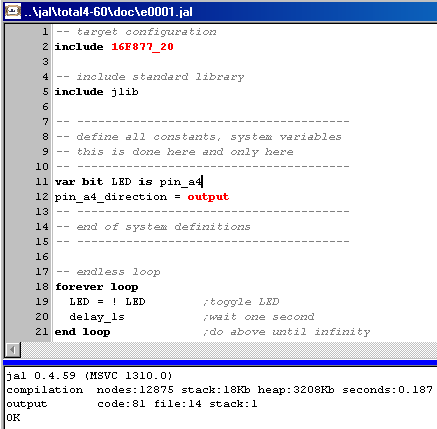 ..\jal\total4-60\doc\e0001.jal
1 -- target configuration
2 include 16F877_20
3
4 -- include standard library
5 include jlib
6
7 -- -----------------------------------
8 -- define all constants, system variables
9 -- this is done here and only here
10 -- -----------------------------------
11 var bit LED is pin_a4
12 pin_a4_direction = output
13 -- -----------------------------------
14 -- end of system definitions
15 -- -----------------------------------
16
17 -- endless loop
18 forever loop
19   LED = ! LED        ;toggle LED
20   delay_1s           ;wait one second
21 end loop             ;do above until infinity
jal 0.4.59 (MSVC 1310.0)
compilation  nodes:12875 stack:18Kb heap:3208Kb seconds:0.187
output       code:81 file:14 stack:1
OK